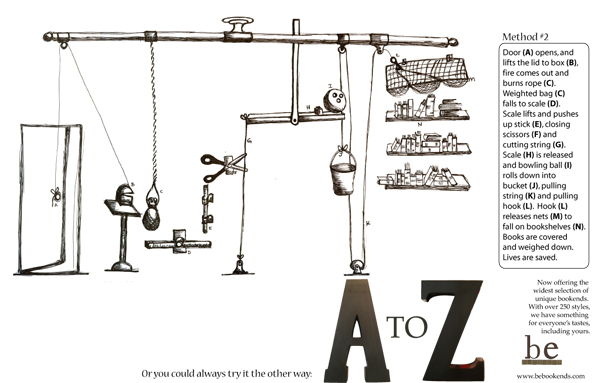 Method #2
Door (A) opens, and
lifts the lid to box (B),
fire comes out and
burns rope (C).
Weighted bag (C)
falls to scale (D).
Scale lifts and pushes
up stick (E), closing
scissors (F) and
cutting string (G).
Scale (H) is released
and bowling ball (I)
rolls down into
bucket (J), pulling
string (K) and pulling
hook (L). Hook (L)
releases nets (M) to
fall on bookshelves (N).
Books are covered
and weighed down.
Lives are saved.
I
H
M
N
G
B
C
D
K
A TO Z
Now offering the
widest selection of
unique bookends.
With over 250 styles,
we have something
for everyone's tastes,
including yours.
be
Or you could always try it the other way:
www.bebookends.com